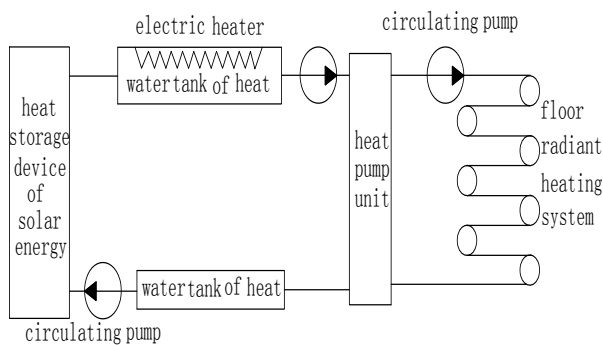 electric heater
circulating pump
water tank of heat
heat
storage
device
of
solar
energy
heat
pump
unit
floor
radiant
heating
system
water tank of heat
circulating pump